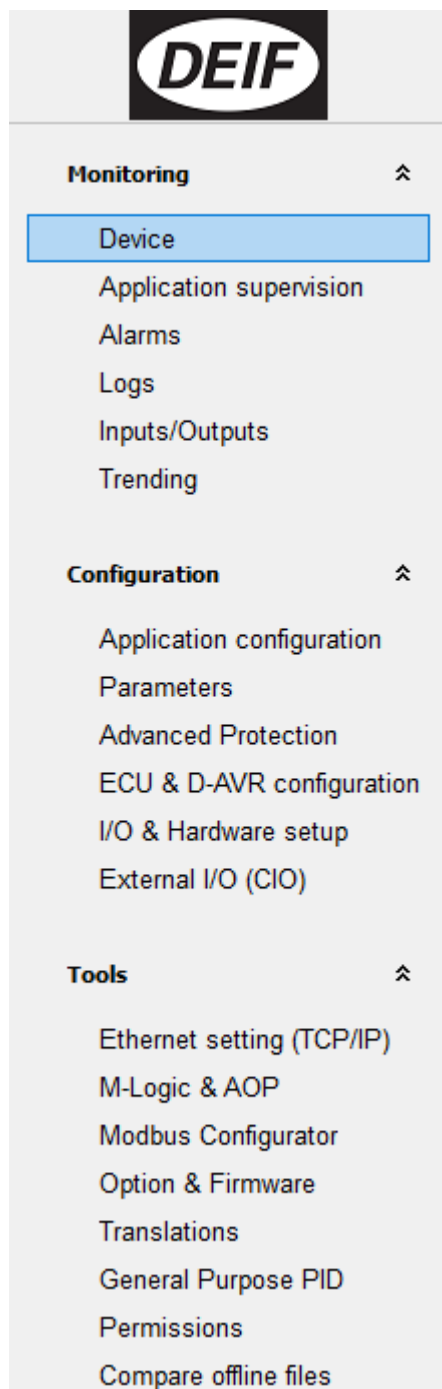 DEIF
Monitoring
Device
Application supervision
Alarms
Logs
Inputs/Outputs
Trending
Configuration
Application configuration
Parameters
Advanced Protection
ECU & D-AVR configuration
I/O & Hardware setup
External I/O (CIO)
Tools
Ethernet setting (TCP/IP)
M-Logic & AOP
Modbus Configurator
Option & Firmware
Translations
General Purpose PID
Permissions
Compare offline files